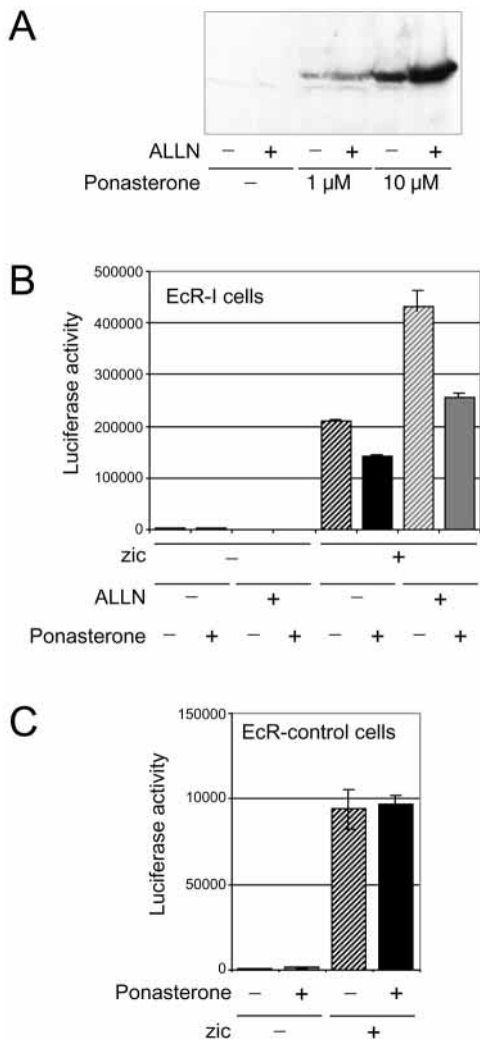 A
ALLN − + − + − +
Ponasterone − 1 µM 10 µM
B
EcR-I cells
Luciferase activity
500000
400000
300000
200000
100000
0
zic − +
ALLN − + − +
Ponasterone − + − + − + − +
C
EcR-control cells
Luciferase activity
150000
10000
50000
0
Ponasterone − + − +
zic − +